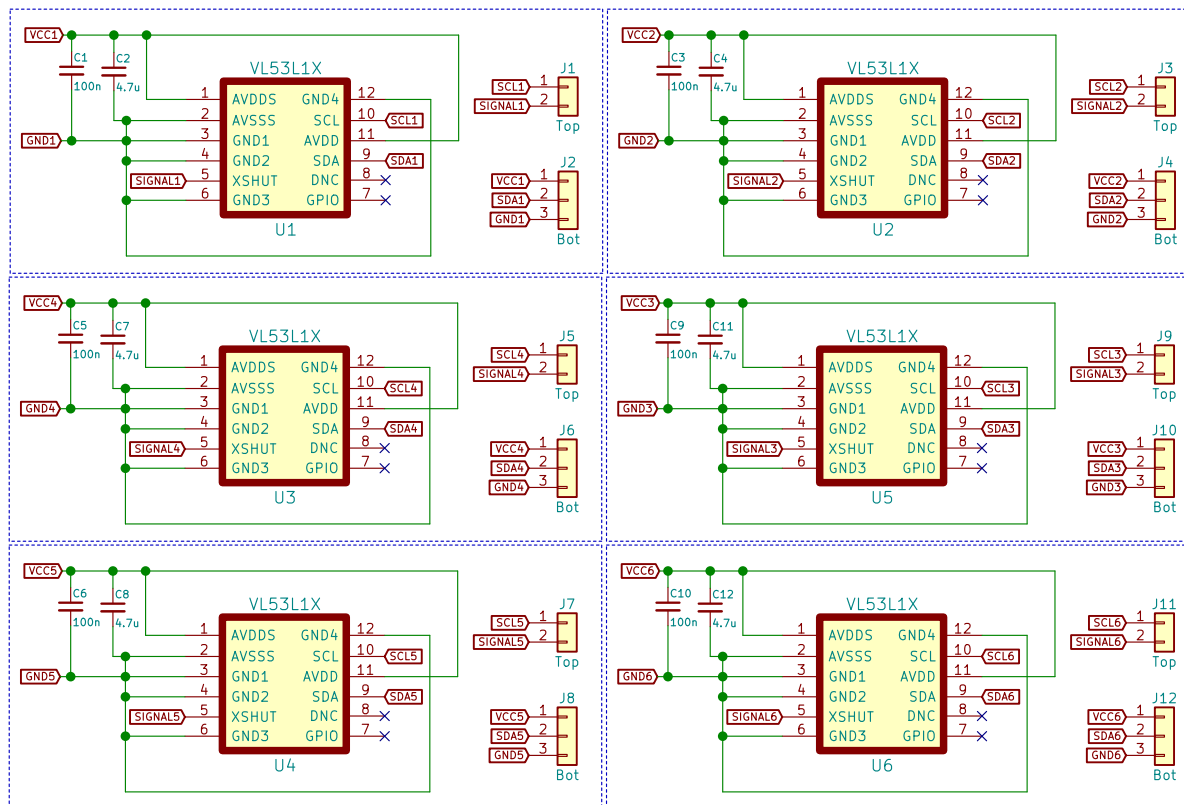 VCC1
C1
100n
C2
4.7u
VL53L1X
1 AVDDS GND4 12
2 AVSSS SCL 10 SCL1
GND1 3 GND1 AVDD 11
4 GND2 SDA 9 SDA1
SIGNAL1 5 XSHUT DNC 8
6 GND3 GPIO 7
U1
J1
SCL1 1
SIGNAL1 2
Top
J2
VCC1 1
SDA1 2
GND1 3
Bot
VCC2
C3
100n
C4
4.7u
VL53L1X
1 AVDDS GND4 12
2 AVSSS SCL 10 SCL2
GND2 3 GND1 AVDD 11
4 GND2 SDA 9 SDA2
SIGNAL2 5 XSHUT DNC 8
6 GND3 GPIO 7
U2
J3
SCL2 1
SIGNAL2 2
Top
J4
VCC2 1
SDA2 2
GND2 3
Bot
VCC4
C5
100n
C7
4.7u
VL53L1X
1 AVDDS GND4 12
2 AVSSS SCL 10 SCL4
GND4 3 GND1 AVDD 11
4 GND2 SDA 9 SDA4
SIGNAL4 5 XSHUT DNC 8
6 GND3 GPIO 7
U3
J5
SCL4 1
SIGNAL4 2
Top
J6
VCC4 1
SDA4 2
GND4 3
Bot
VCC3
C9
100n
C11
4.7u
VL53L1X
1 AVDDS GND4 12
2 AVSSS SCL 10 SCL3
GND3 3 GND1 AVDD 11
4 GND2 SDA 9 SDA3
SIGNAL3 5 XSHUT DNC 8
6 GND3 GPIO 7
U5
J9
SCL3 1
SIGNAL3 2
Top
J10
VCC3 1
SDA3 2
GND3 3
Bot
VCC5
C6
100n
C8
4.7u
VL53L1X
1 AVDDS GND4 12
2 AVSSS SCL 10 SCL5
GND5 3 GND1 AVDD 11
4 GND2 SDA 9 SDA5
SIGNAL5 5 XSHUT DNC 8
6 GND3 GPIO 7
U4
J7
SCL5 1
SIGNAL5 2
Top
J8
VCC5 1
SDA5 2
GND5 3
Bot
VCC6
C10
100n
C12
4.7u
VL53L1X
1 AVDDS GND4 12
2 AVSSS SCL 10 SCL6
GND6 3 GND1 AVDD 11
4 GND2 SDA 9 SDA6
SIGNAL6 5 XSHUT DNC 8
6 GND3 GPIO 7
U6
J11
SCL6 1
SIGNAL6 2
Top
J12
VCC6 1
SDA6 2
GND6 3
Bot